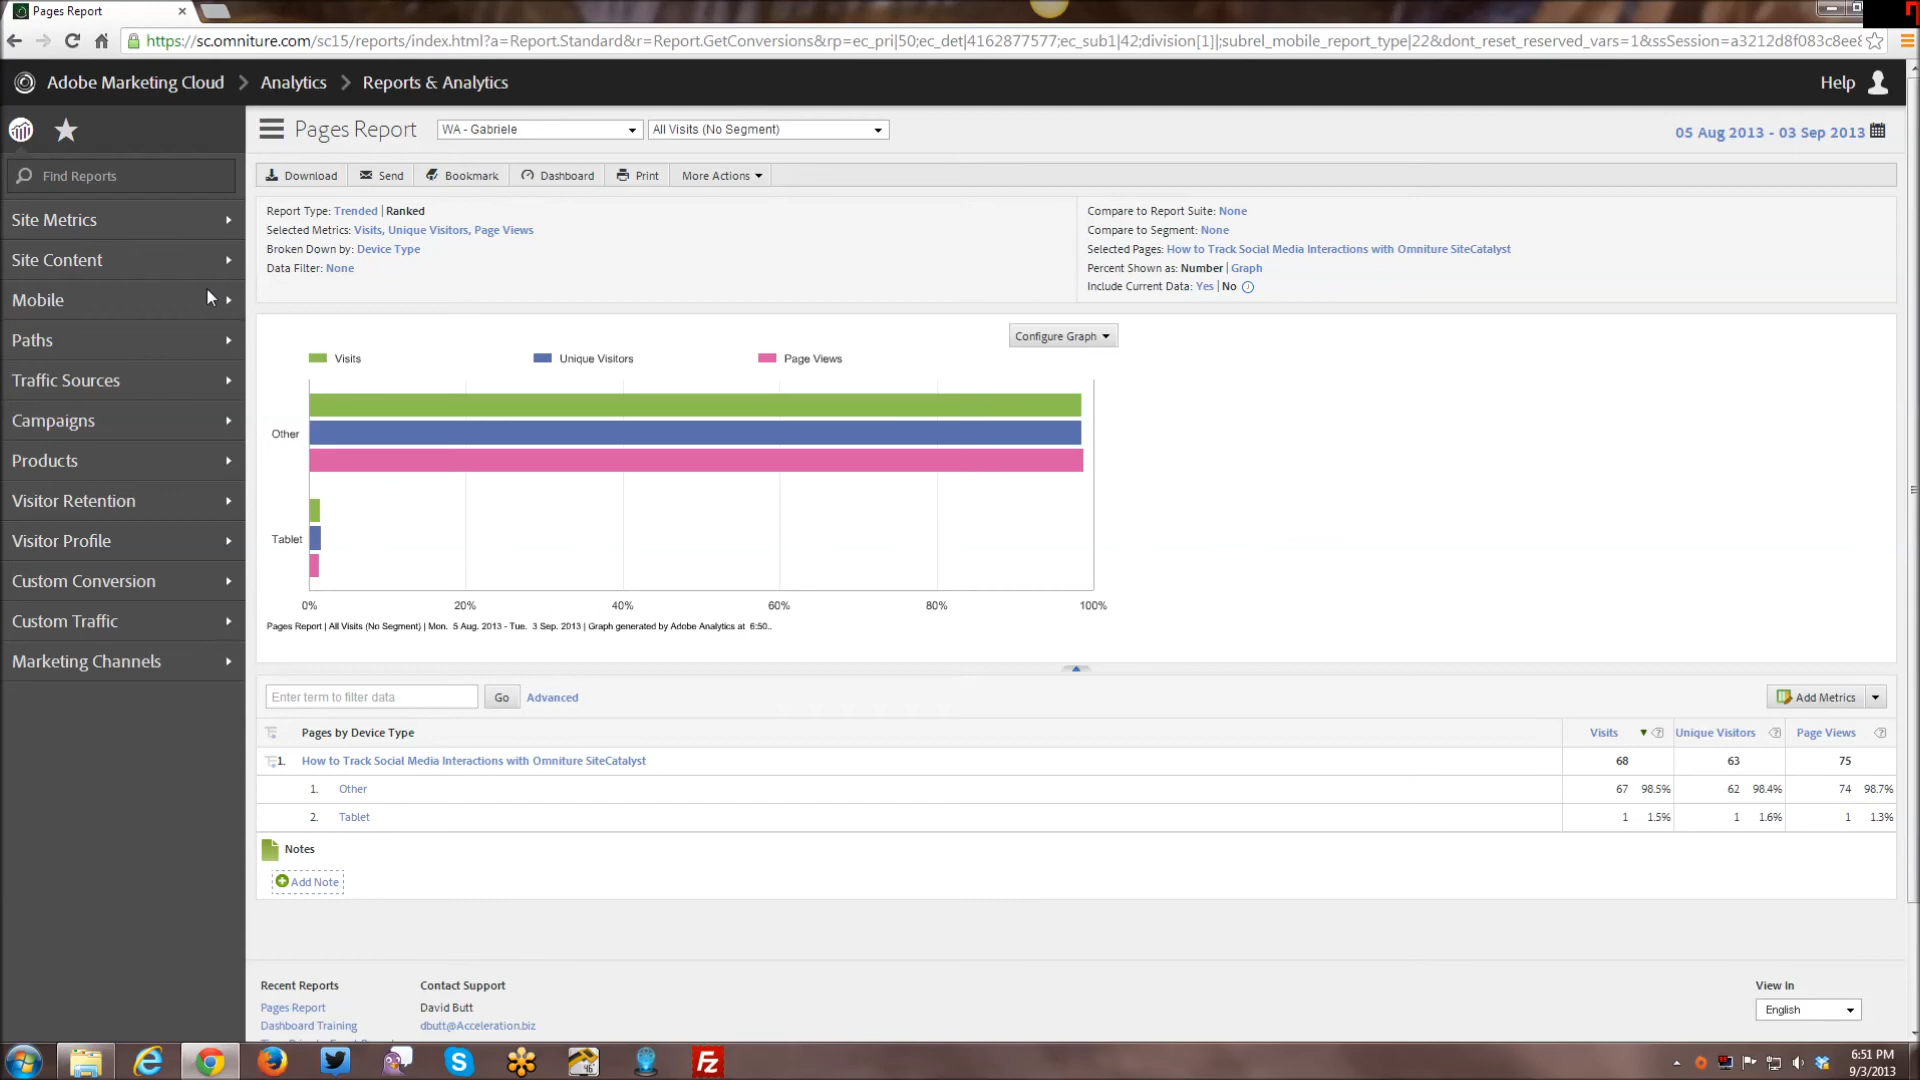 Pages Report
https://sc.omniture.com/sc15/reports/index.html?a=Report.Standard&r=Report.GetConversions&rp=ec_pri|50;ec_det|4162877577;ec_sub1|42;division[1]|;subrel_mobile_report_type|22&dont_reset_reserved_vars=1&ssSession=a3212d8f083c8ee8
Adobe Marketing Cloud Analytics Reports & Analytics Help
Pages Report WA - Gabriele All Visits (No Segment) 05 Aug 2013 - 03 Sep 2013
Find Reports
Site Metrics
Site Content
Mobile
Paths
Traffic Sources
Campaigns
Products
Visitor Retention
Visitor Profile
Custom Conversion
Custom Traffic
Marketing Channels
Download Send Bookmark Dashboard Print More Actions
Report Type: Trended | Ranked
Selected Metrics: Visits, Unique Visitors, Page Views
Broken Down by: Device Type
Data Filter: None
Compare to Report Suite: None
Compare to Segment: None
Selected Pages: How to Track Social Media Interactions with Omniture SiteCatalyst
Percent Shown as: Number | Graph
Include Current Data: Yes | No
Configure Graph
Visits Unique Visitors Page Views
Other
Tablet
0% 20% 40% 60% 80% 100%
Pages Report | All Visits (No Segment) | Mon. 5 Aug. 2013 - Tue. 3 Sep. 2013 | Graph generated by Adobe Analytics at 6:50..
Enter term to filter data Go Advanced Add Metrics
Pages by Device Type Visits Unique Visitors Page Views
1. How to Track Social Media Interactions with Omniture SiteCatalyst 68 63 75
1. Other 67 98.5% 62 98.4% 74 98.7%
2. Tablet 1 1.5% 1 1.6% 1 1.3%
Notes
Add Note
Recent Reports Contact Support View In
Pages Report David Butt English
Dashboard Training dbutt@Acceleration.biz
6:51 PM
9/3/2013